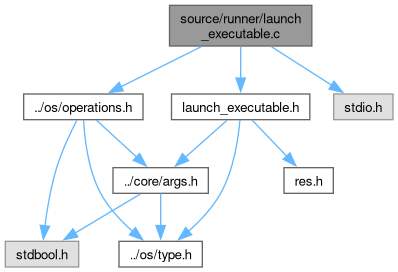 source/runner/launch
_executable.c
../os/operations.h
launch_executable.h
stdio.h
../core/args.h
res.h
stdbool.h
../os/type.h